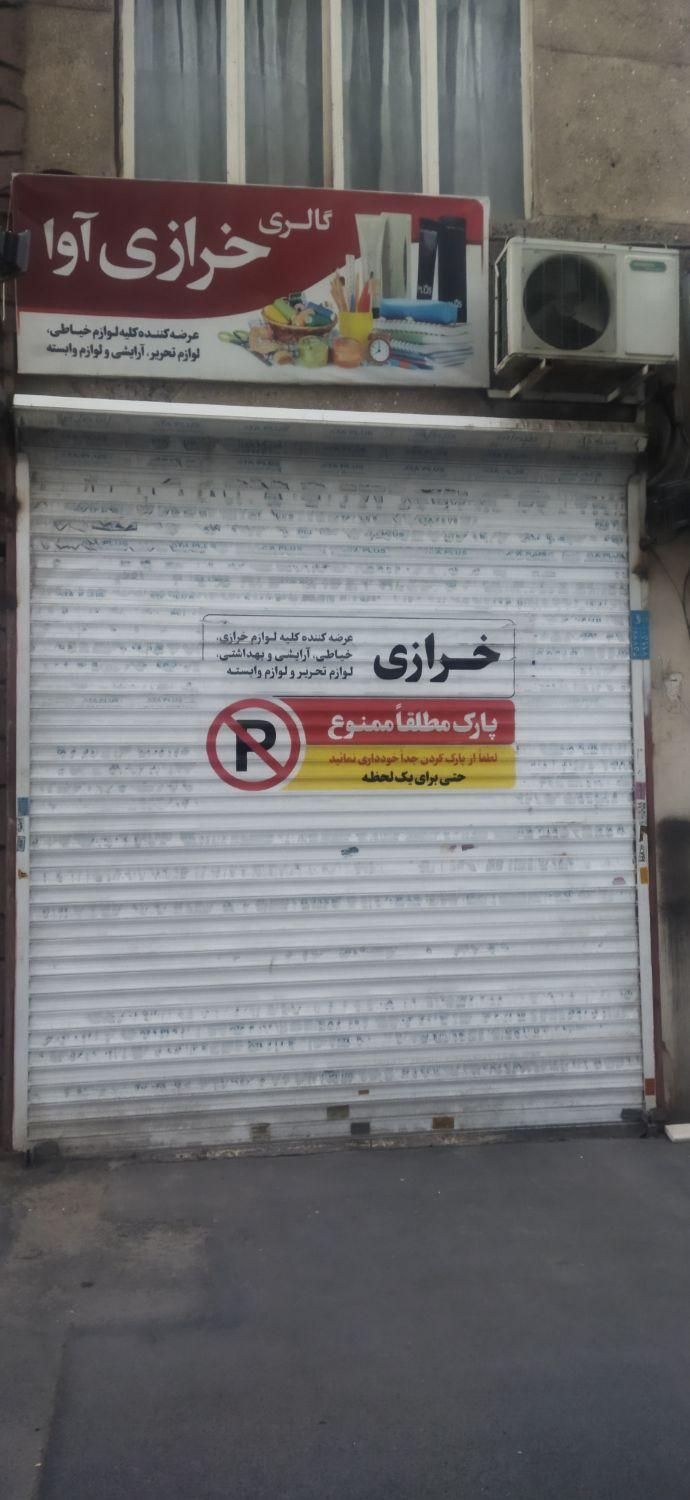 گالری
خرازی آوا
عرضه کننده کلیه لوازم خیاطی،
لوازم تحریر، آرایشی و لوازم وابسته
PLUS
خرازی
عرضه کننده کلیه لوازم خرازی،
خیاطی، آرایشی و بهداشتی،
لوازم تحریر و لوازم وابسته
P
پارک مطلقاً ممنوع
لطفاً از پارک کردن جداً خودداری نمائید
حتی برای یک لحظه